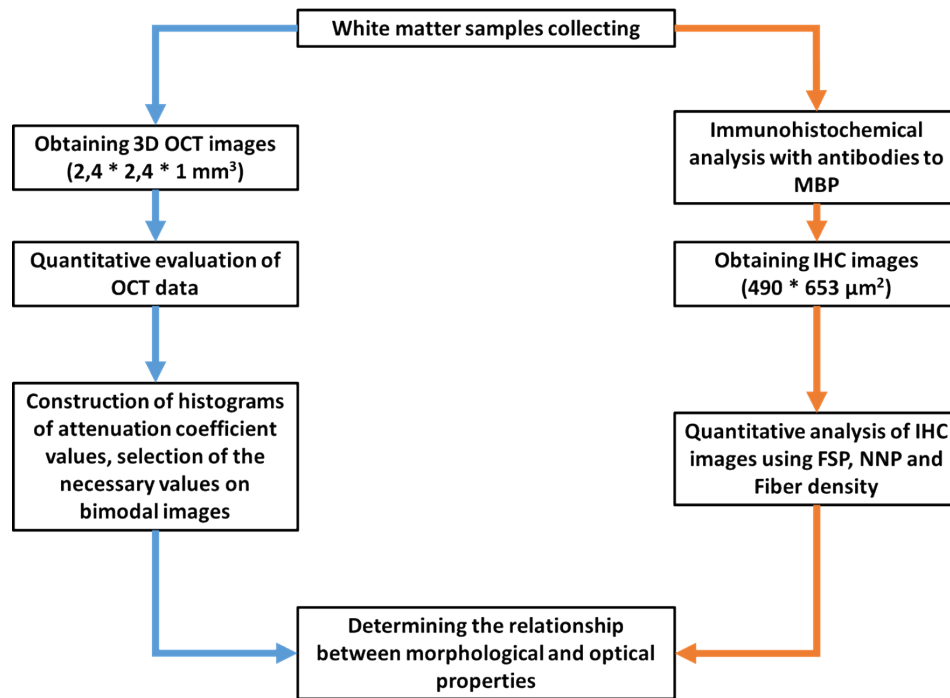 White matter samples collecting
Obtaining 3D OCT images
(2,4 * 2,4 * 1 mm³)
Quantitative evaluation of
OCT data
Construction of histograms
of attenuation coefficient
values, selection of the
necessary values on
bimodal images
Immunohistochemical
analysis with antibodies to
MBP
Obtaining IHC images
(490 * 653 µm²)
Quantitative analysis of IHC
images using FSP, NNP and
Fiber density
Determining the relationship
between morphological and optical
properties